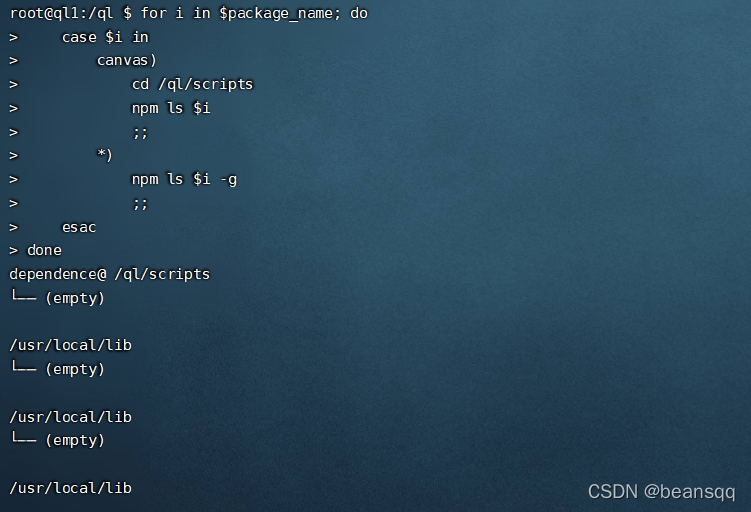 root@ql1:/ql $ for i in $package_name; do
>     case $i in
>         canvas)
>             cd /ql/scripts
>             npm ls $i
>             ;;
>         *)
>             npm ls $i -g
>             ;;
>     esac
> done
dependence@ /ql/scripts
└── (empty)

/usr/local/lib
└── (empty)

/usr/local/lib
└── (empty)

/usr/local/lib
CSDN @beansqq